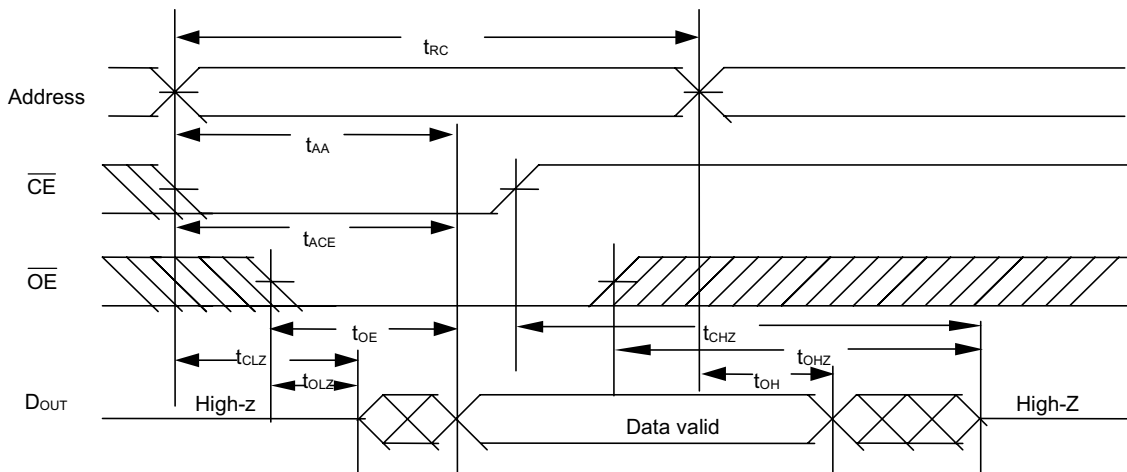 tRC
Address
tAA
CE
tACE
OE
tOE
tCHZ
tCLZ
tOHZ
tOLZ
tOH
DOUT
High-z
Data valid
High-Z